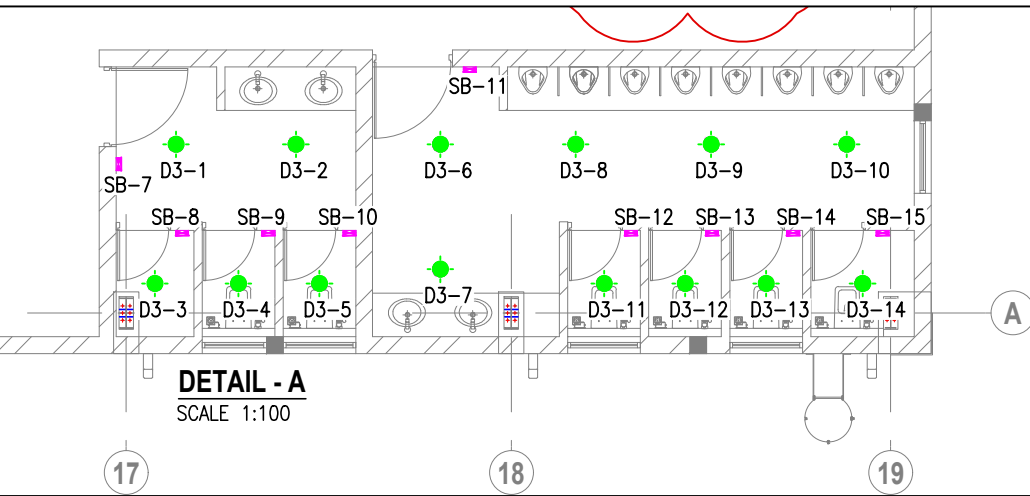 SB-11
D3-1
D3-2
D3-6
D3-8
D3-9
D3-10
SB-7
SB-8
SB-9
SB-10
SB-12
SB-13
SB-14
SB-15
D3-3
D3-4
D3-5
D3-7
D3-11
D3-12
D3-13
D3-14
A
DETAIL - A
SCALE 1:100
17
18
19